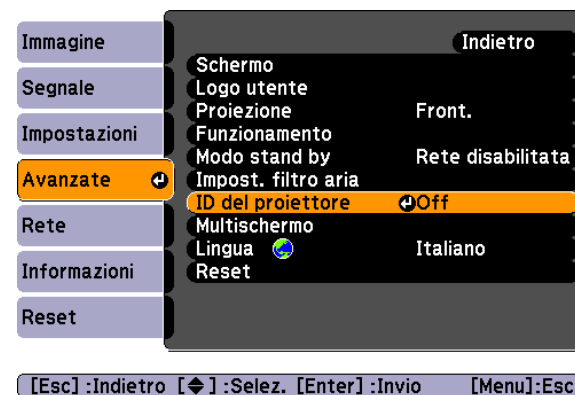 Immagine
Segnale
Impostazioni
Avanzate
Rete
Informazioni
Reset
Indietro
Schermo
Logo utente
Proiezione Front.
Funzionamento
Modo stand by Rete disabilitata
Impost. filtro aria
ID del proiettore Off
Multischermo
Lingua Italiano
Reset
[Esc] :Indietro [◆] :Selez. [Enter] :Invio [Menu]:Esc